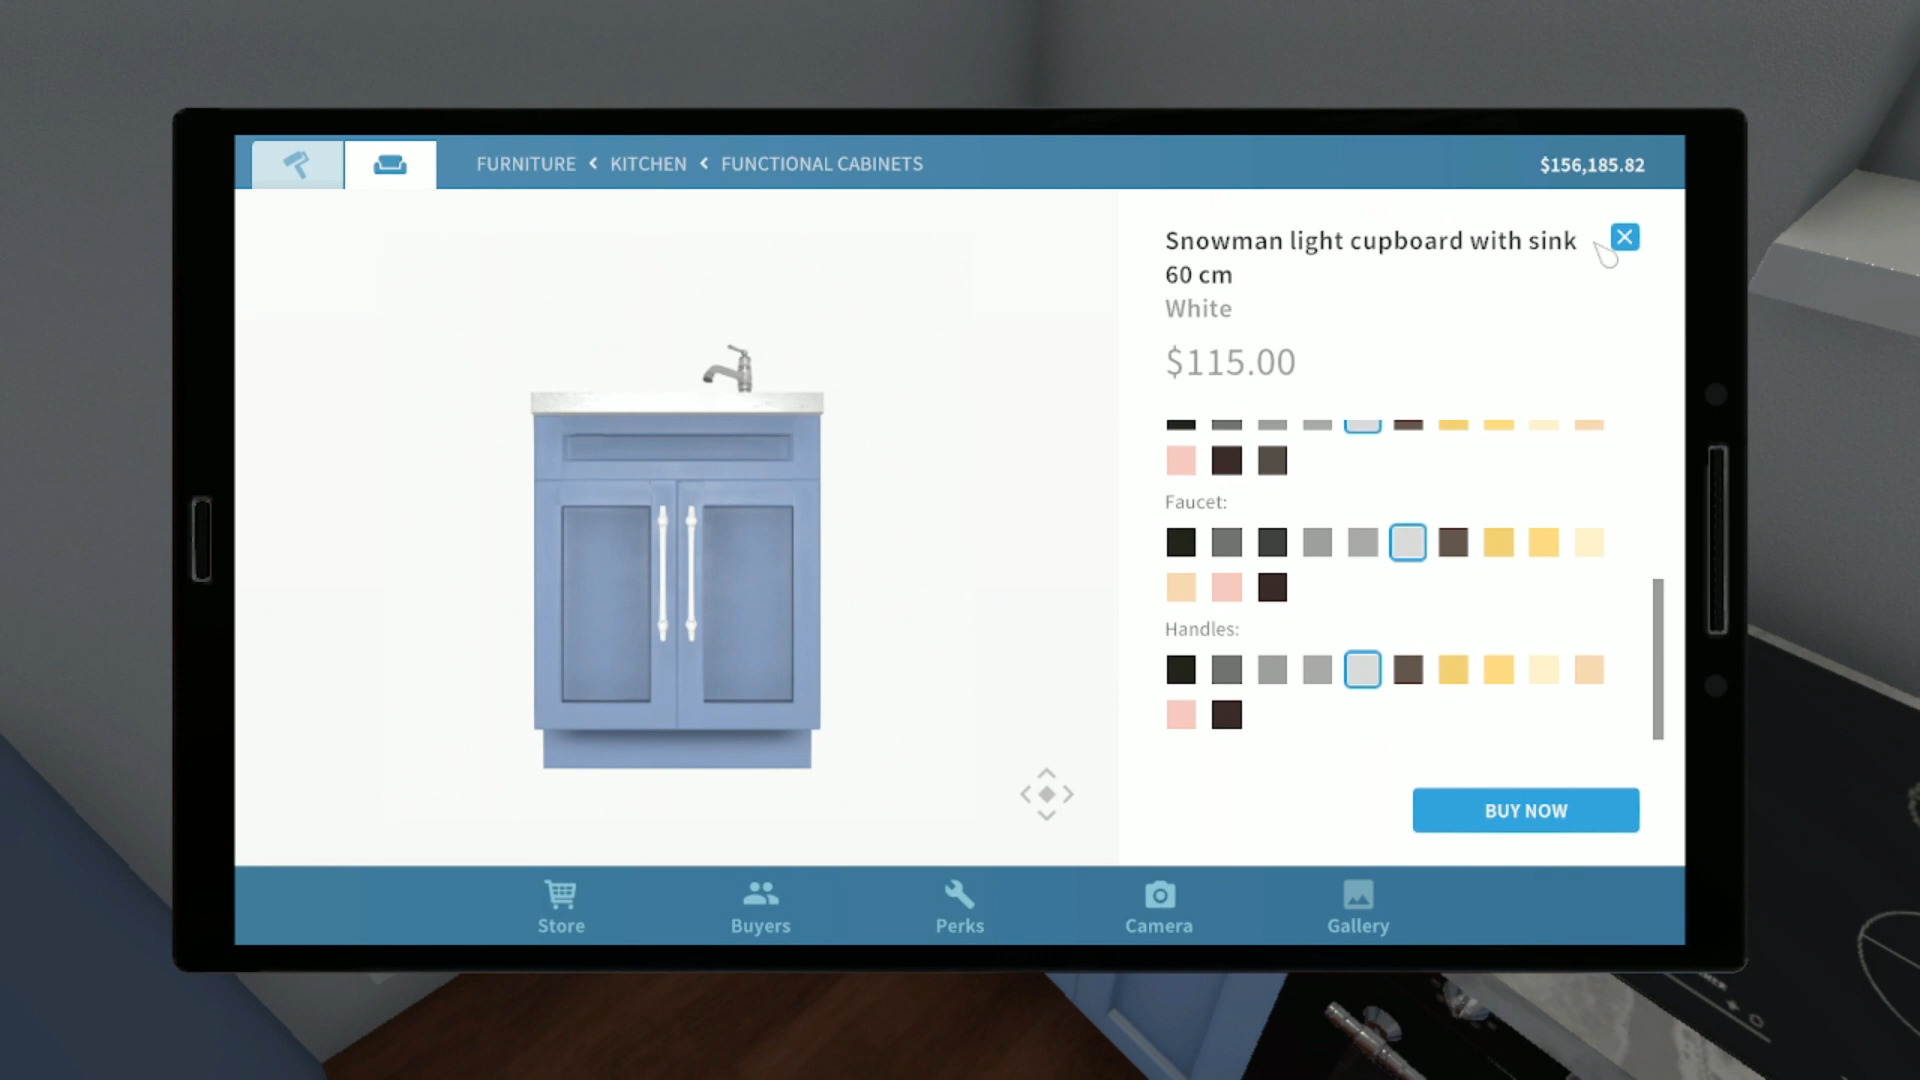 FURNITURE < KITCHEN < FUNCTIONAL CABINETS
$156,185.82
Snowman light cupboard with sink
60 cm
White
$115.00
Faucet:
Handles:
BUY NOW
Store
Buyers
Perks
Camera
Gallery